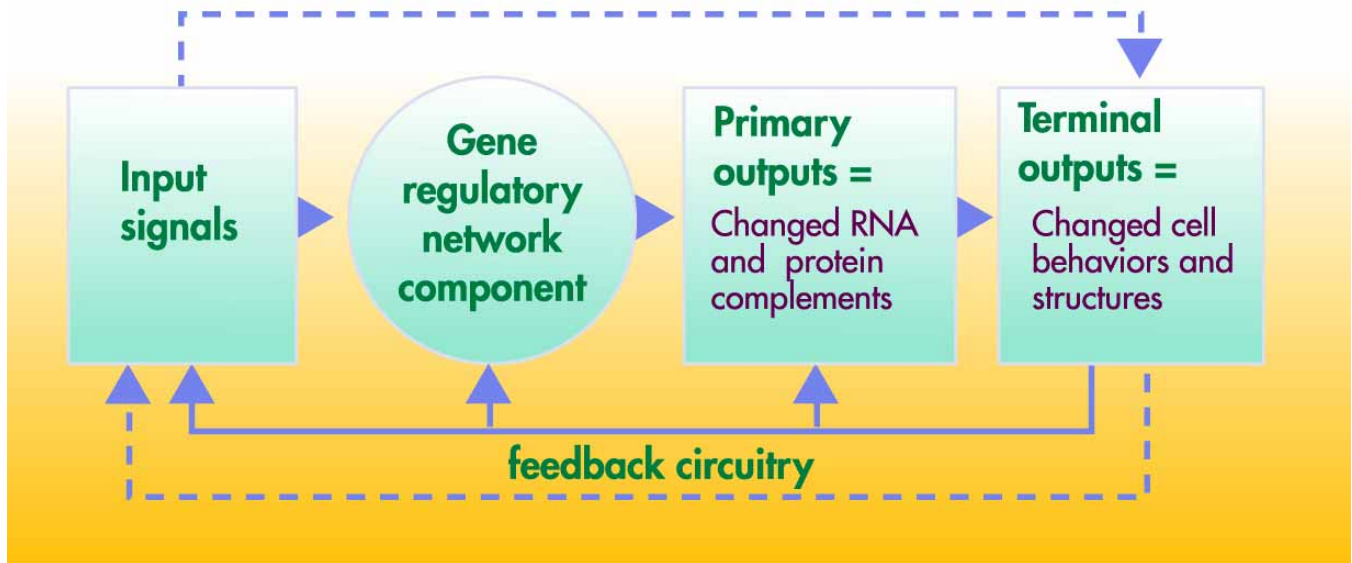 Input
signals
Gene
regulatory
network
component
Primary
outputs =
Changed RNA
and protein
complements
Terminal
outputs =
Changed cell
behaviors and
structures
feedback circuitry